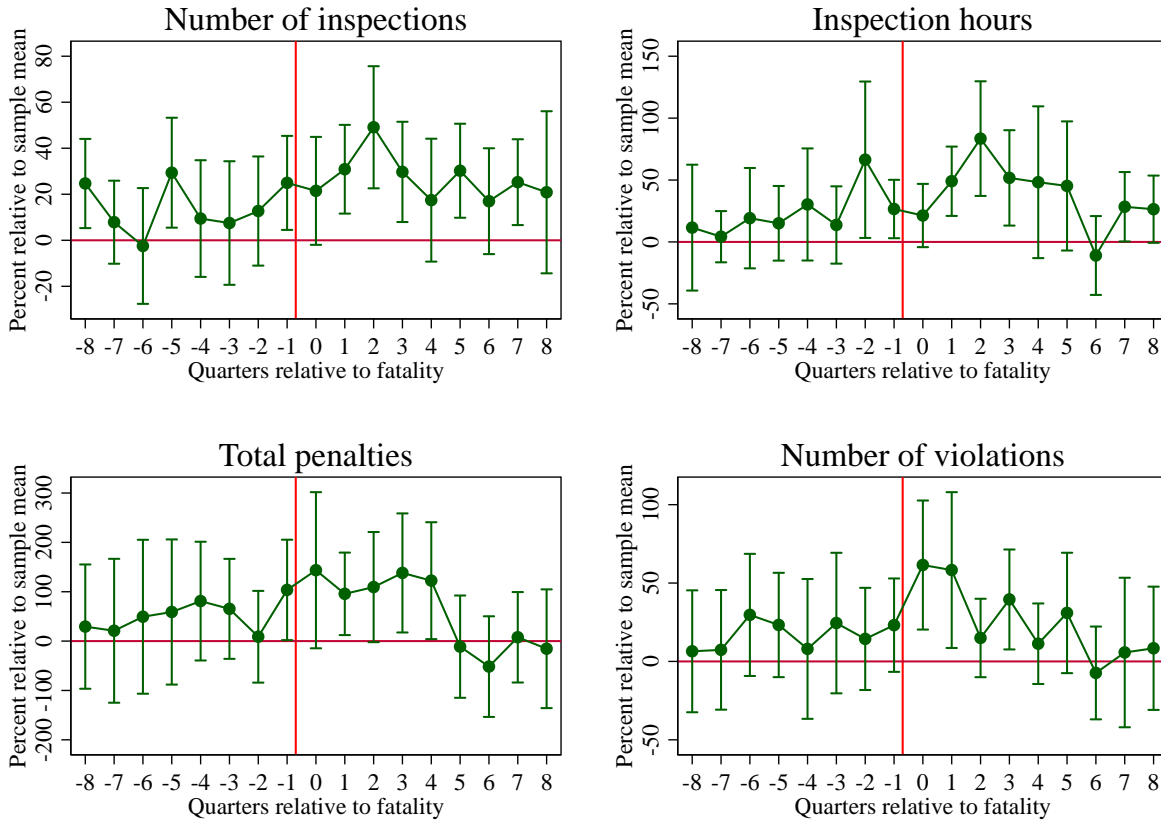 Number of inspections
Percent relative to sample mean
80
60
40
20
0
-20
-8 -7 -6 -5 -4 -3 -2 -1 0 1 2 3 4 5 6 7 8
Quarters relative to fatality
Inspection hours
Percent relative to sample mean
150
100
50
0
-50
-8 -7 -6 -5 -4 -3 -2 -1 0 1 2 3 4 5 6 7 8
Quarters relative to fatality
Total penalties
Percent relative to sample mean
300
200
100
0
-100
-200
-8 -7 -6 -5 -4 -3 -2 -1 0 1 2 3 4 5 6 7 8
Quarters relative to fatality
Number of violations
Percent relative to sample mean
100
50
0
-50
-8 -7 -6 -5 -4 -3 -2 -1 0 1 2 3 4 5 6 7 8
Quarters relative to fatality